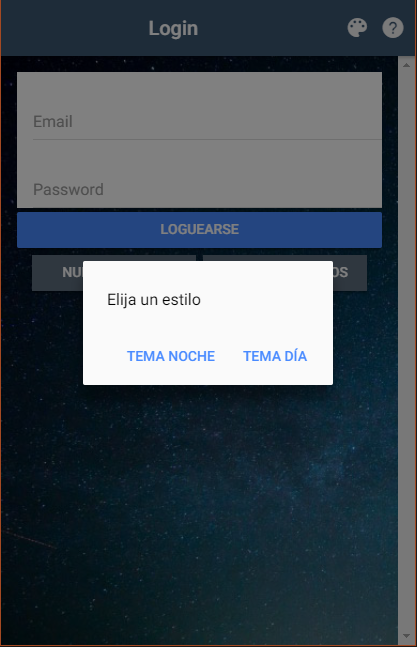 Login
Email
Password
LOGUEARSE
Elija un estilo
TEMA NOCHE TEMA DÍA